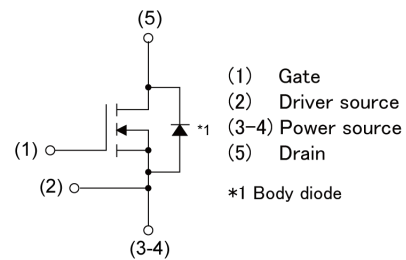 (5)
(1) Gate
(2) Driver source
(3-4) Power source
(5) Drain
*1 Body diode
*1
(1)
(2)
(3-4)